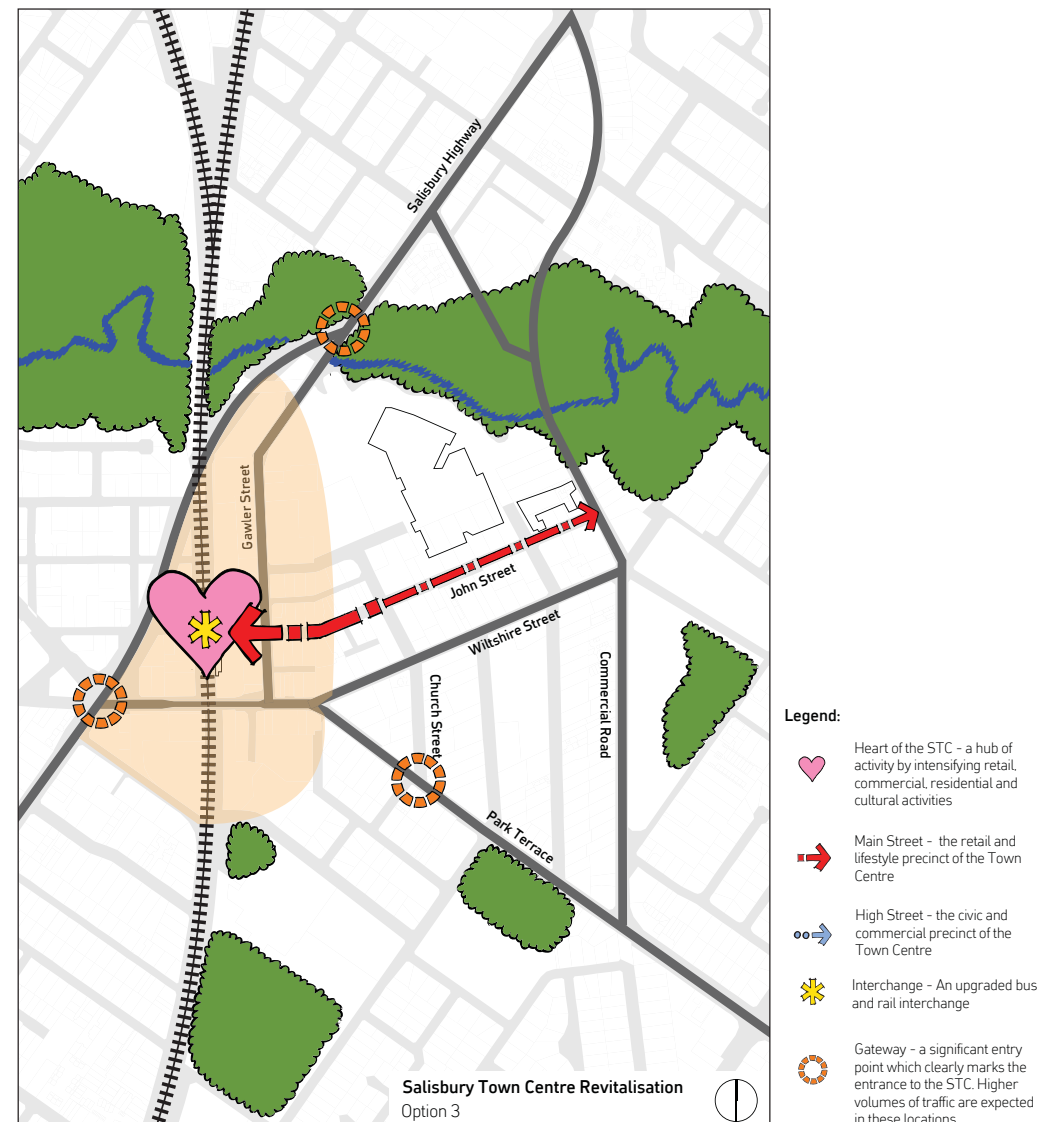 Salisbury Highway
Gawler Street
John Street
Wiltshire Street
Church Street
Commercial Road
Park Terrace
Legend:
Heart of the STC - a hub of
activity by intensifying retail,
commercial, residential and
cultural activities
Main Street - the retail and
lifestyle precinct of the Town
Centre
High Street - the civic and
commercial precinct of the
Town Centre
Interchange - An upgraded bus
and rail interchange
Gateway - a significant entry
point which clearly marks the
entrance to the STC. Higher
volumes of traffic are expected
in these locations
Salisbury Town Centre Revitalisation
Option 3